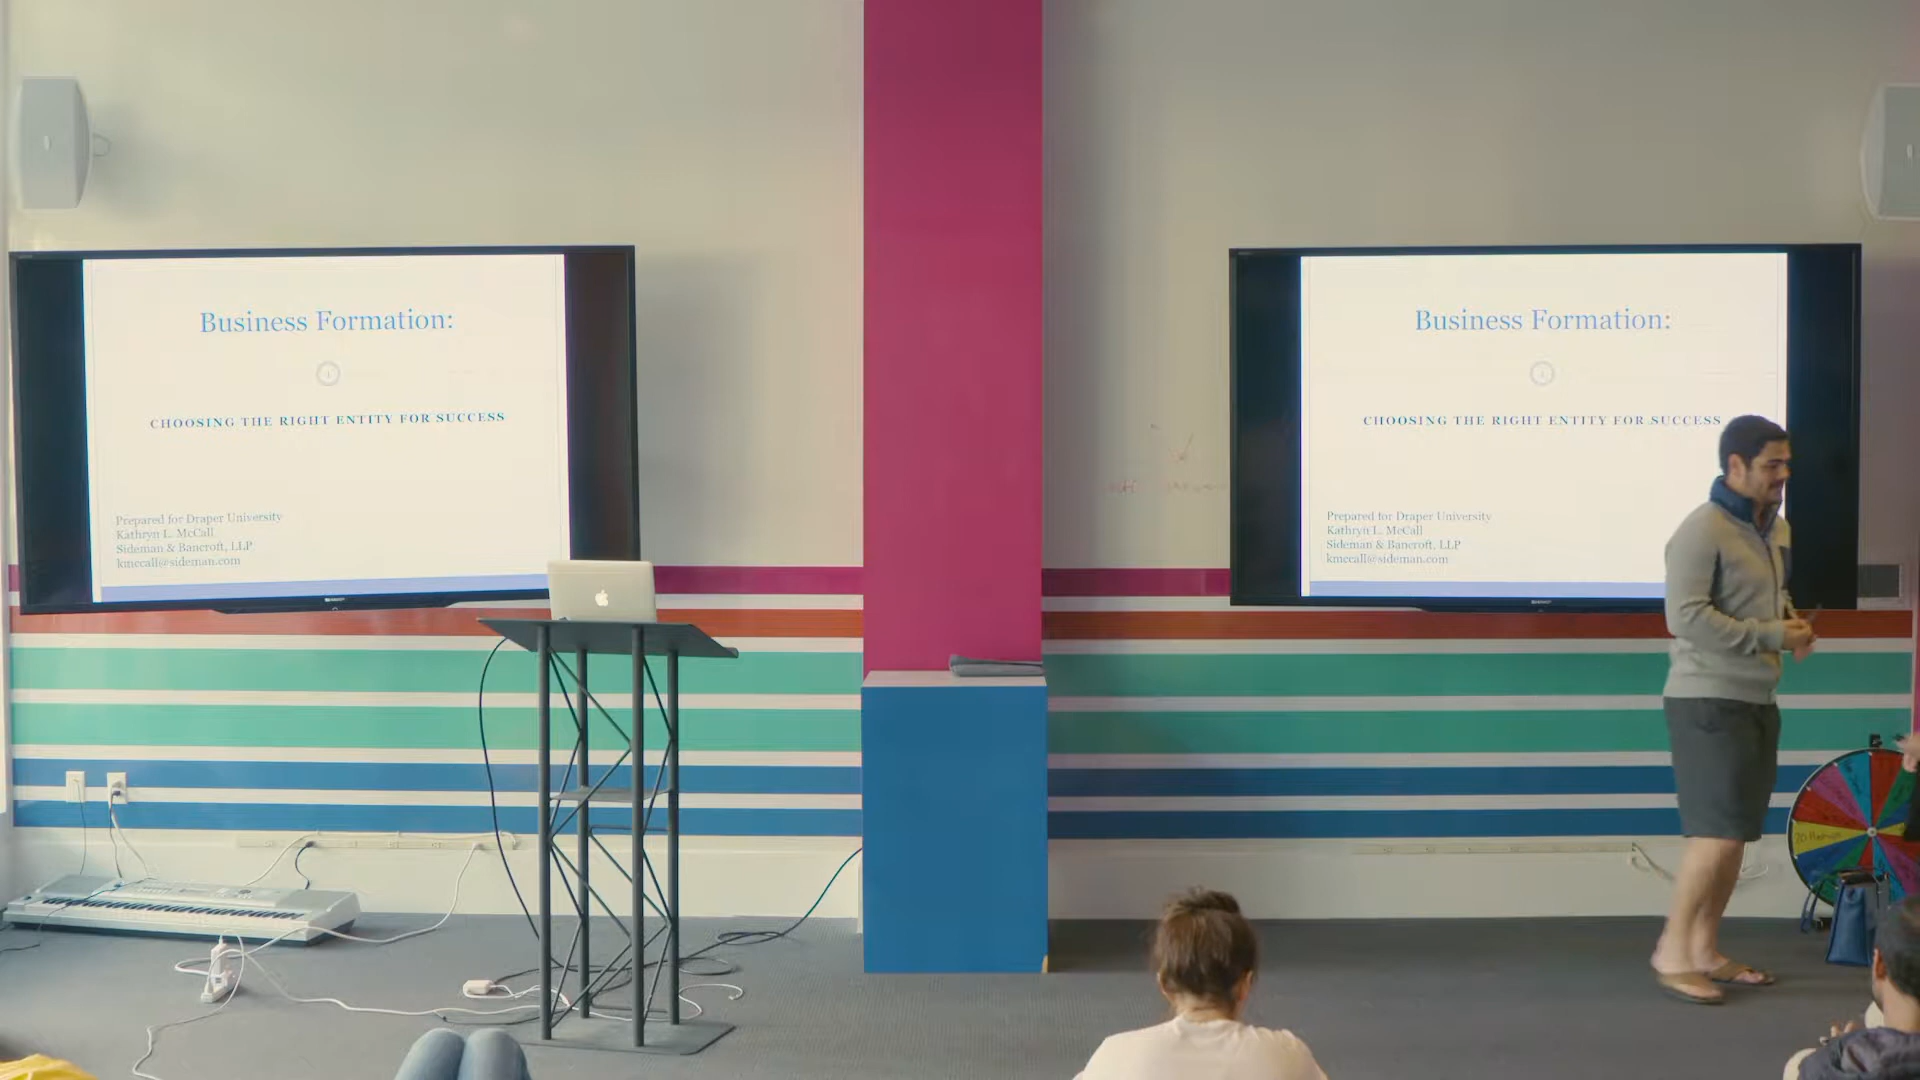 Business Formation:
CHOOSING THE RIGHT ENTITY FOR SUCCESS
Prepared for Draper University
Kathryn L. McCall
Sideman & Bancroft, LLP
kmccall@sideman.com
Business Formation:
CHOOSING THE RIGHT ENTITY FOR SUCCESS
Prepared for Draper University
Kathryn L. McCall
Sideman & Bancroft, LLP
kmccall@sideman.com